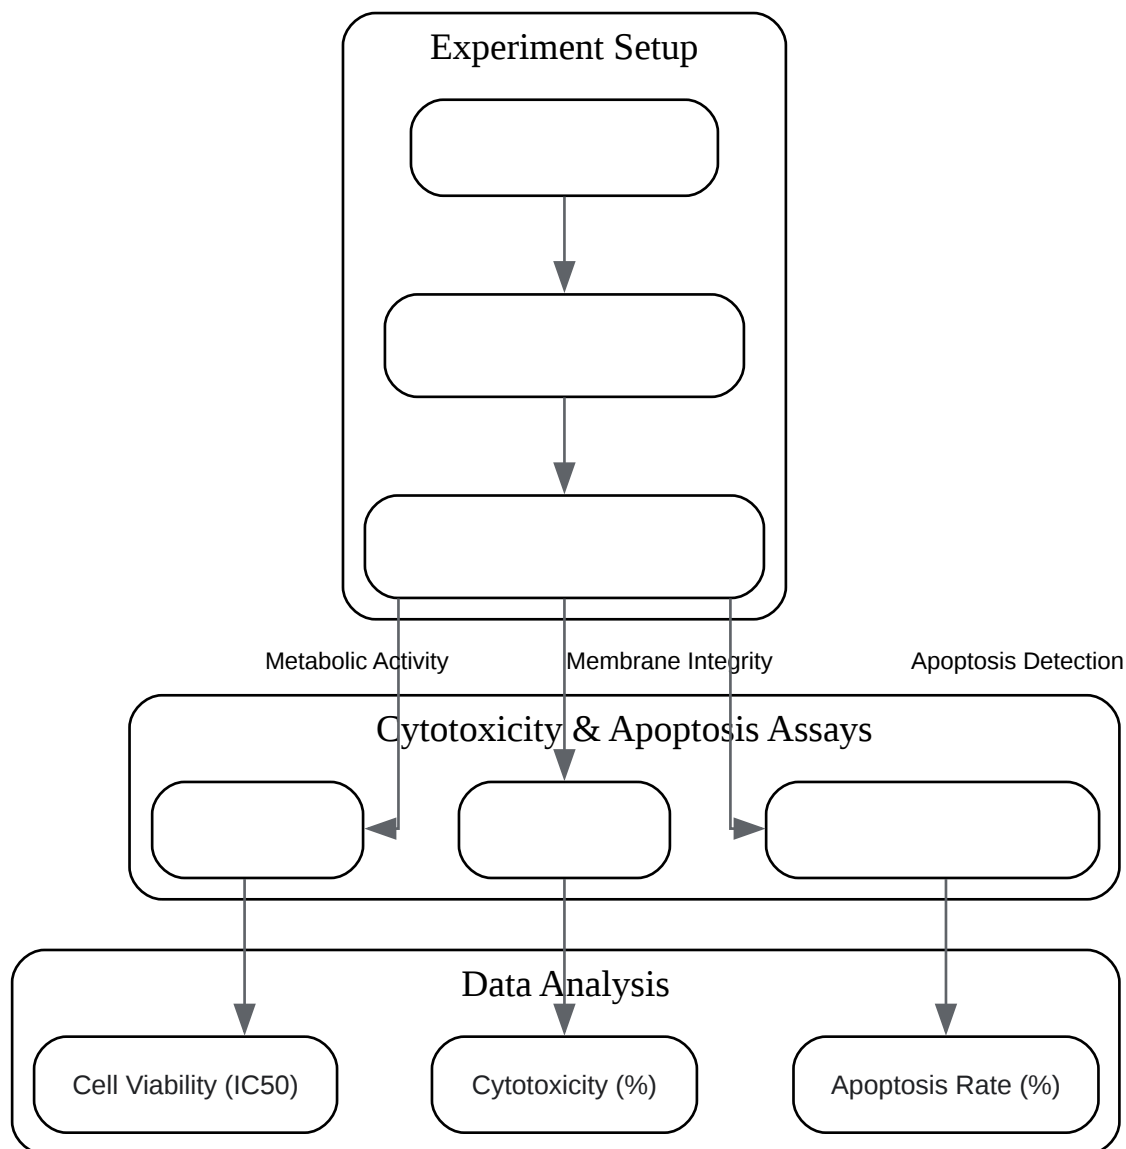 Experiment Setup
Metabolic Activity
Membrane Integrity
Apoptosis Detection
Cytotoxicity & Apoptosis Assays
Data Analysis
Cell Viability (IC50)
Cytotoxicity (%)
Apoptosis Rate (%)